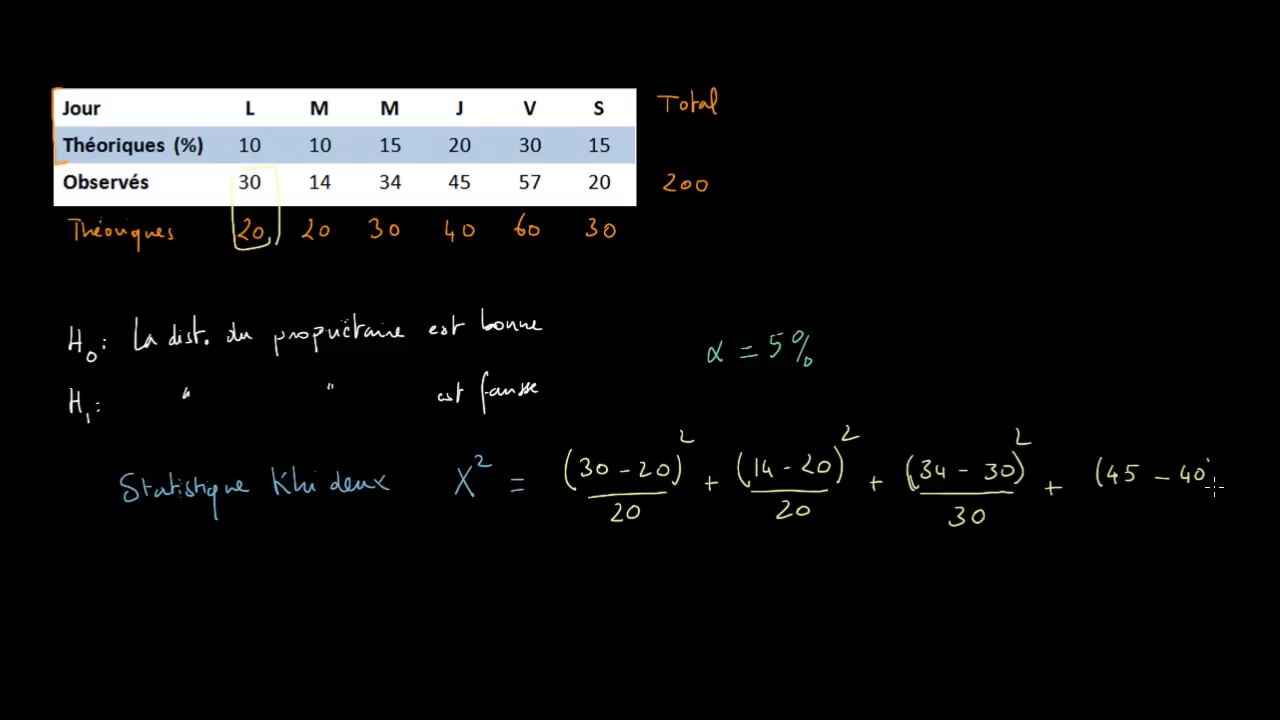 Jour L M M J V S Total
Théoriques (%) 10 10 15 20 30 15
Observés 30 14 34 45 57 20 200
Théoriques 20 20 30 40 60 30
H₀: La dist. du propriétaire est bonne
α = 5%
H₁: " " est fausse
Statistique Khi deux X² = (30 - 20)²/20 + (14 - 20)²/20 + (34 - 30)²/30 + (45 - 40)